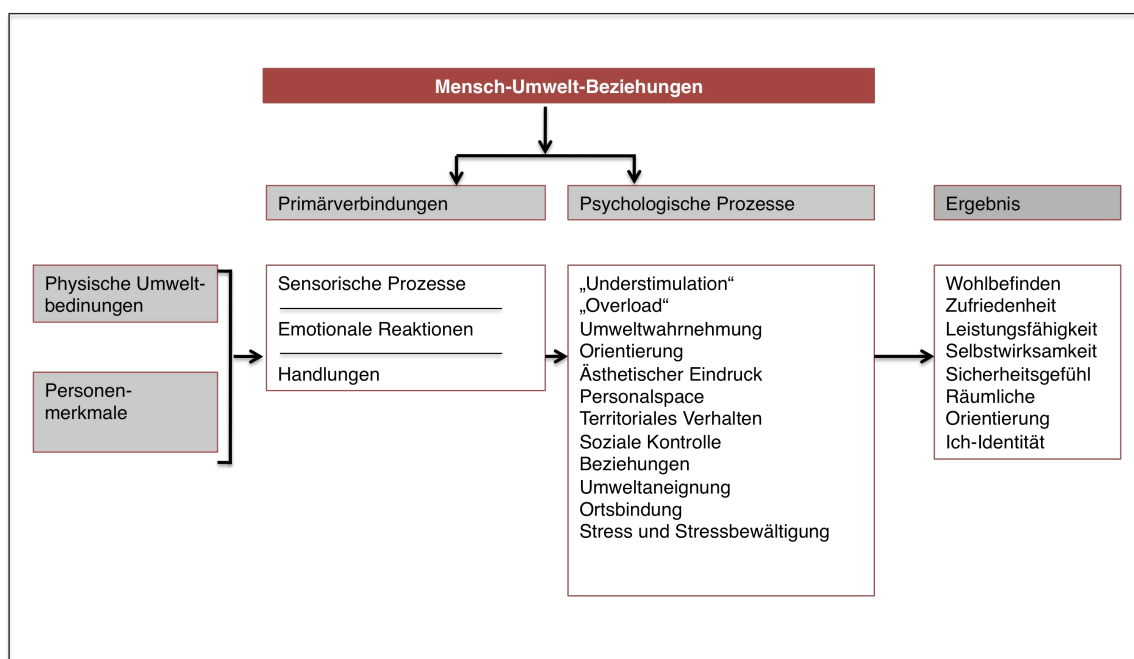 Mensch-Umwelt-Beziehungen
Primärverbindungen
Psychologische Prozesse
Ergebnis
Physische Umwelt-
bedinungen
Personen-
merkmale
Sensorische Prozesse
Emotionale Reaktionen
Handlungen
„Understimulation“
„Overload“
Umweltwahrnehmung
Orientierung
Ästhetischer Eindruck
Personalspace
Territoriales Verhalten
Soziale Kontrolle
Beziehungen
Umweltaneignung
Ortsbindung
Stress und Stressbewältigung
Wohlbefinden
Zufriedenheit
Leistungsfähigkeit
Selbstwirksamkeit
Sicherheitsgefühl
Räumliche
Orientierung
Ich-Identität